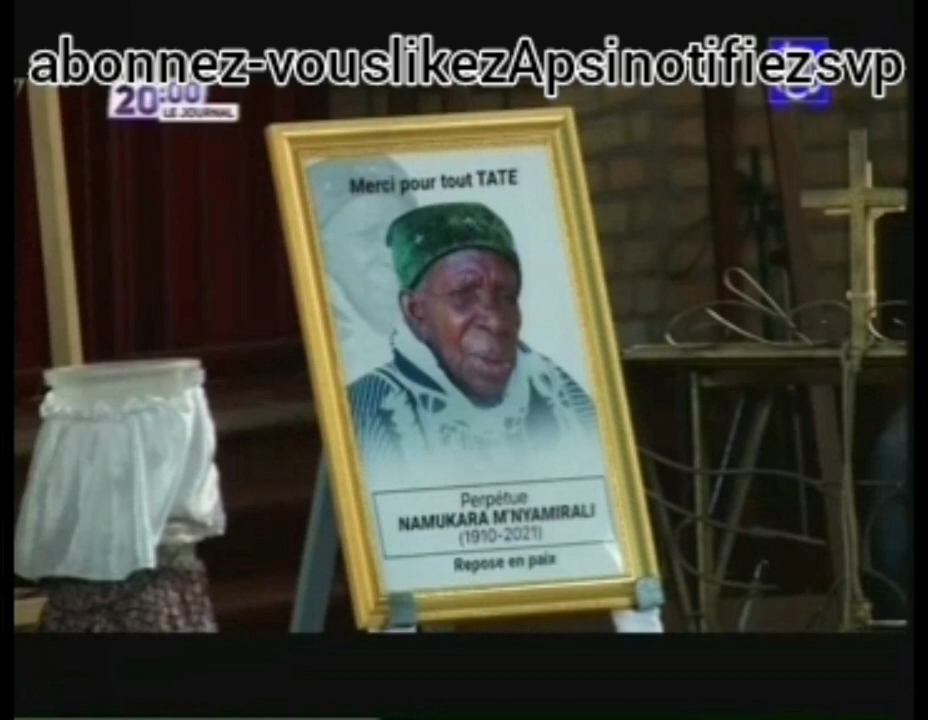 abonnez-vouslikezApsinotifiezsvp
20:00
LE JOURNAL
Merci pour tout TATE
Perpétue
NAMUKARA M'NYAMIRALI
(1910-2021)
Repose en paix